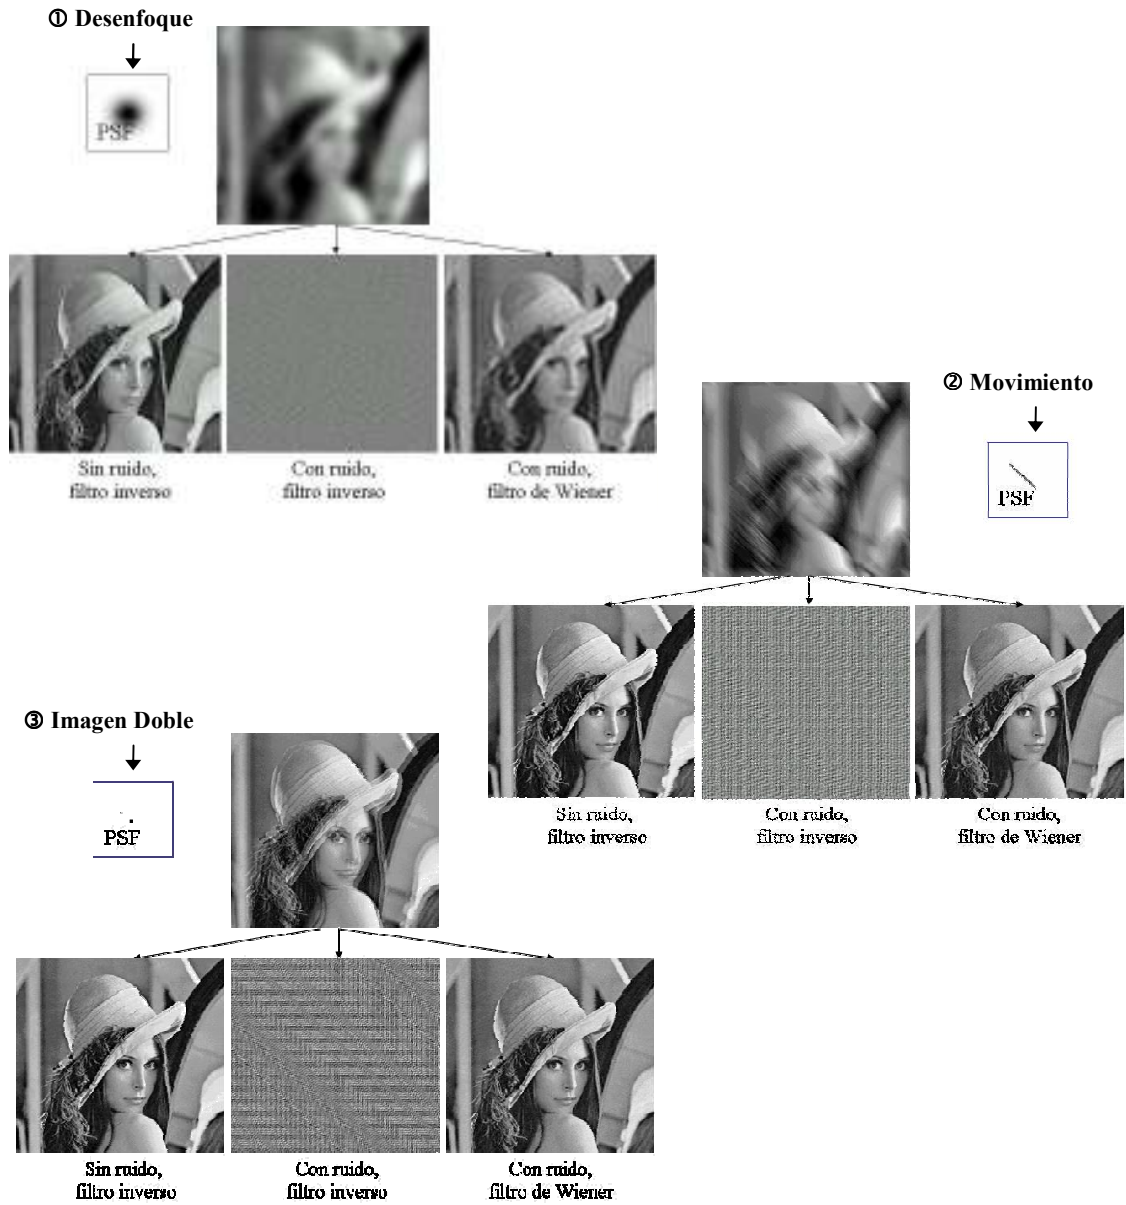 ① Desenfoque
PSF
Sin ruido,
filtro inverso
Con ruido,
filtro inverso
Con ruido,
filtro de Wiener
② Movimiento
PSF
Sin ruido,
filtro inverso
Con ruido,
filtro inverso
Con ruido,
filtro de Wiener
③ Imagen Doble
PSF
Sin ruido,
filtro inverso
Con ruido,
filtro inverso
Con ruido,
filtro de Wiener